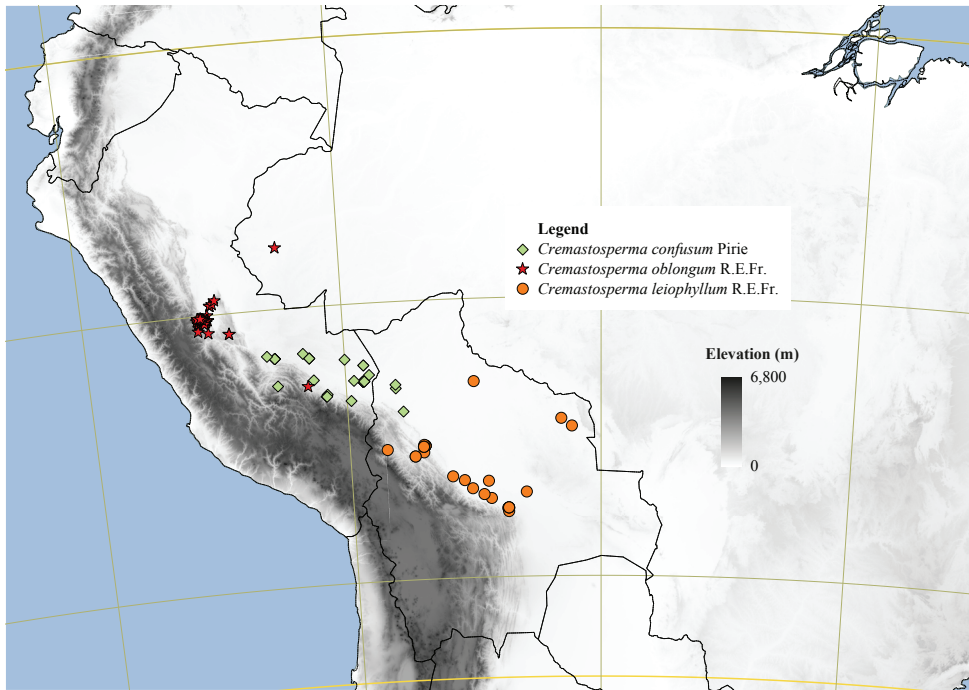 Legend
Cremastosperma confusum Pirie
Cremastosperma oblongum R.E.Fr.
Cremastosperma leiophyllum R.E.Fr.
Elevation (m)
6,800
0